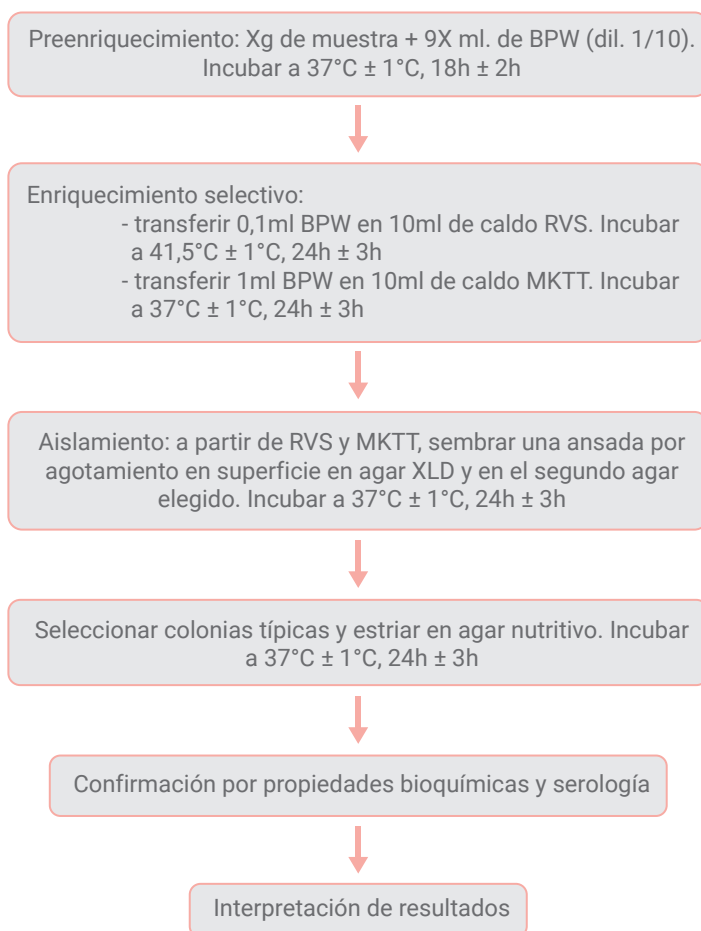 Preenriquecimiento: Xg de muestra + 9X ml. de BPW (dil. 1/10).
Incubar a 37°C ± 1°C, 18h ± 2h
Enriquecimiento selectivo:
- transferir 0,1ml BPW en 10ml de caldo RVS. Incubar
a 41,5°C ± 1°C, 24h ± 3h
- transferir 1ml BPW en 10ml de caldo MKTT. Incubar
a 37°C ± 1°C, 24h ± 3h
Aislamiento: a partir de RVS y MKTT, sembrar una ansada por
agotamiento en superficie en agar XLD y en el segundo agar
elegido. Incubar a 37°C ± 1°C, 24h ± 3h
Seleccionar colonias típicas y estriar en agar nutritivo. Incubar
a 37°C ± 1°C, 24h ± 3h
Confirmación por propiedades bioquímicas y serología
Interpretación de resultados